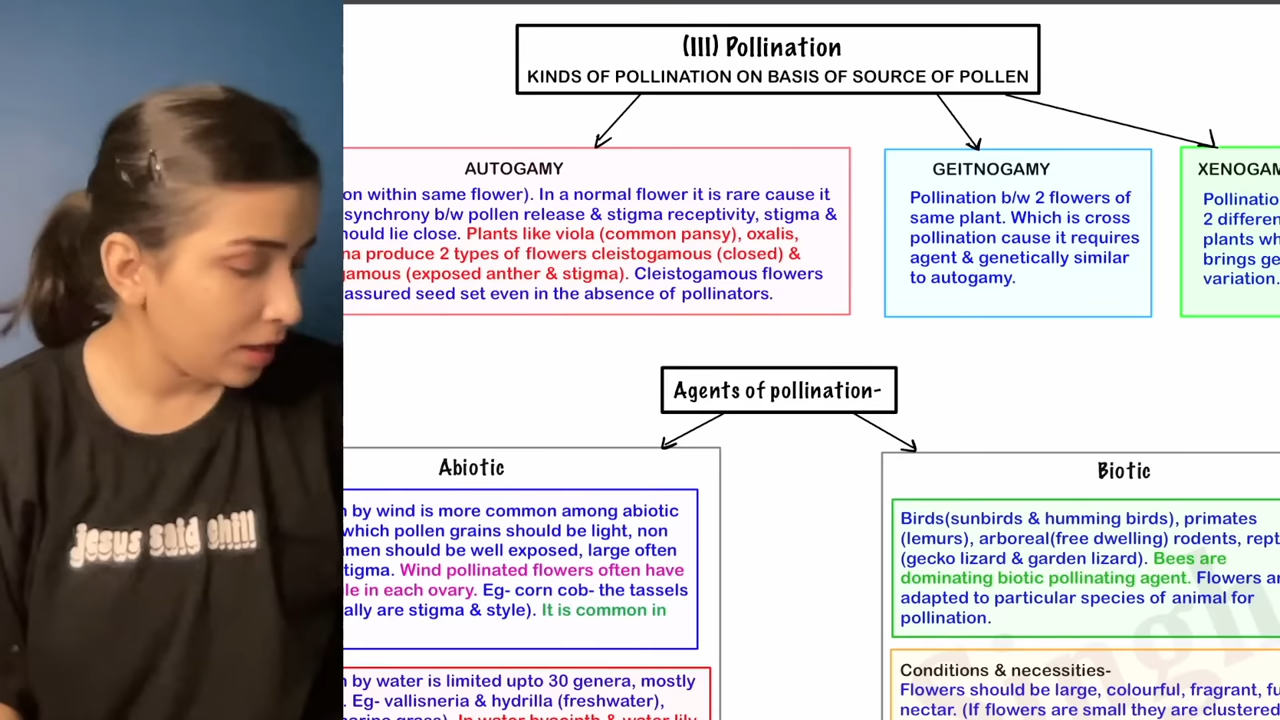 (III) Pollination
KINDS OF POLLINATION ON BASIS OF SOURCE OF POLLEN
AUTOGAMY
on within same flower). In a normal flower it is rare cause it
synchrony b/w pollen release & stigma receptivity, stigma &
hould lie close. Plants like viola (common pansy), oxalis,
na produce 2 types of flowers cleistogamous (closed) &
gamous (exposed anther & stigma). Cleistogamous flowers
assured seed set even in the absence of pollinators.
GEITNOGAMY
Pollination b/w 2 flowers of
same plant. Which is cross
pollination cause it requires
agent & genetically similar
to autogamy.
XENOGAM
Pollinatio
2 differen
plants wh
brings ge
variation.
Agents of pollination-
Abiotic
n by wind is more common among abiotic
which pollen grains should be light, non
men should be well exposed, large often
tigma. Wind pollinated flowers often have
le in each ovary. Eg- corn cob- the tassels
ally are stigma & style). It is common in
n by water is limited upto 30 genera, mostly
. Eg- vallisneria & hydrilla (freshwater),
arine grass). In water hyacinth & water lily
Biotic
Birds(sunbirds & humming birds), primates
(lemurs), arboreal(free dwelling) rodents, rept
(gecko lizard & garden lizard). Bees are
dominating biotic pollinating agent. Flowers ar
adapted to particular species of animal for
pollination.
Conditions & necessities-
Flowers should be large, colourful, fragrant, fu
nectar. (If flowers are small they are clustered
jesus said chill